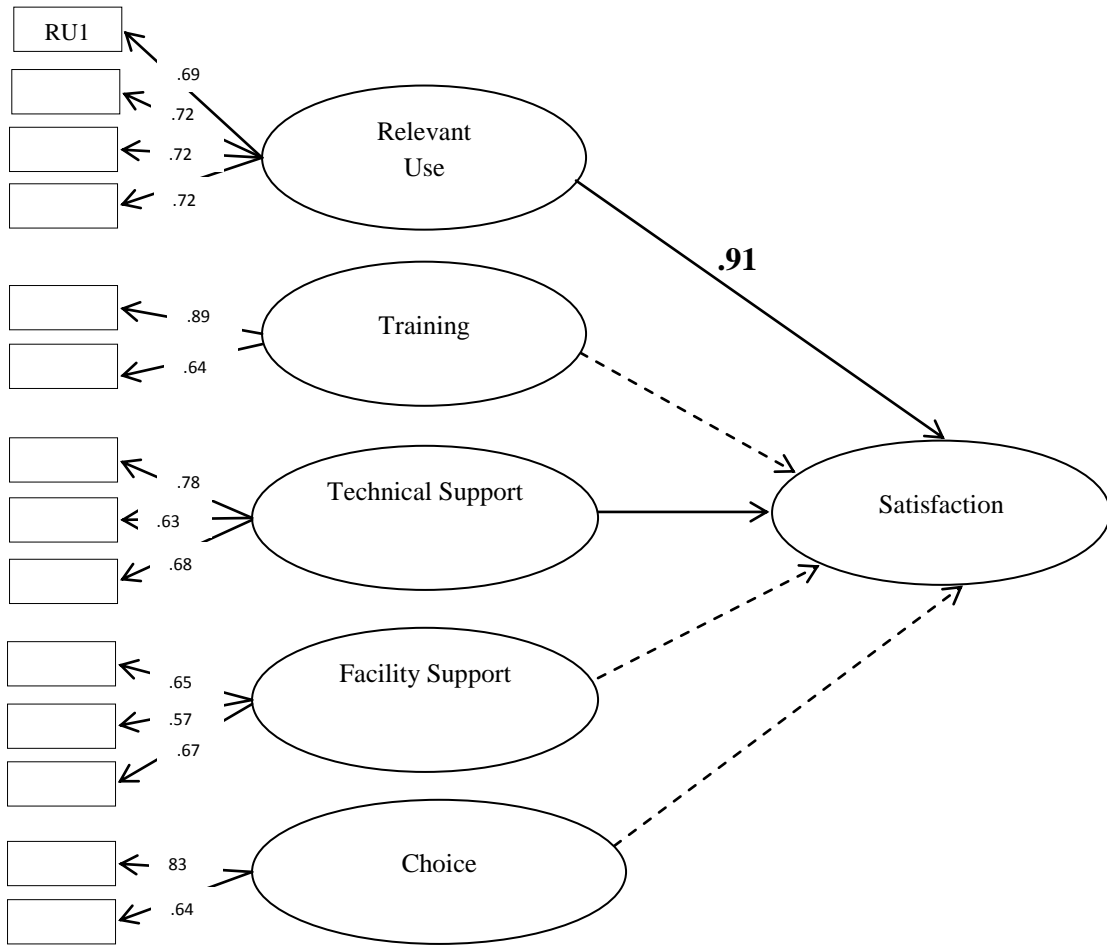 RU1
.69
.72
.72
.72
Relevant
Use
.91
.89
.64
Training
.78
.63
.68
Technical Support
Satisfaction
.65
.57
.67
Facility Support
83
.64
Choice